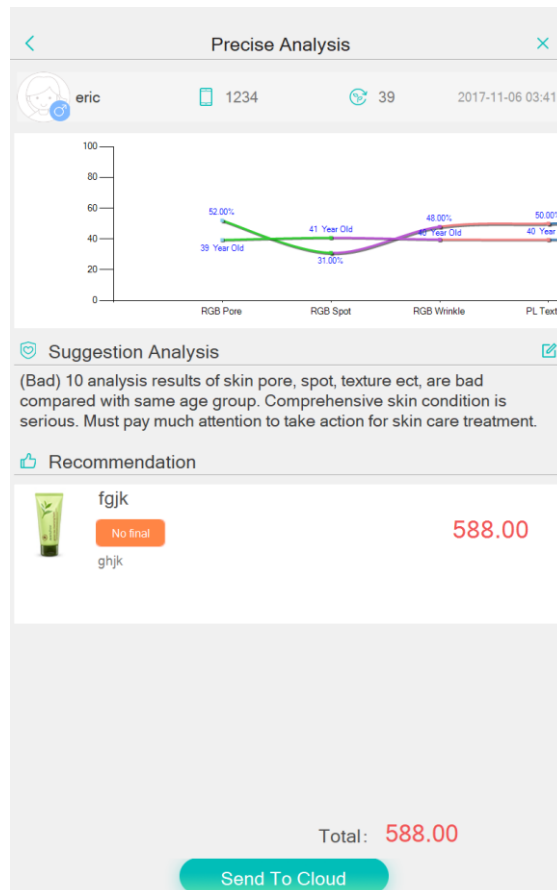 Precise Analysis
eric 1234 39 2017-11-06 03:41
100
80
60
40
20
0
52.00%
39 Year Old
41 Year Old
31.00%
48.00%
Year Old
50.00%
40 Year
RGB Pore RGB Spot RGB Wrinkle PL Text
Suggestion Analysis
(Bad) 10 analysis results of skin pore, spot, texture ect, are bad
compared with same age group. Comprehensive skin condition is
serious. Must pay much attention to take action for skin care treatment.
Recommendation
fgjk
No final
588.00
ghjk
Total: 588.00
Send To Cloud